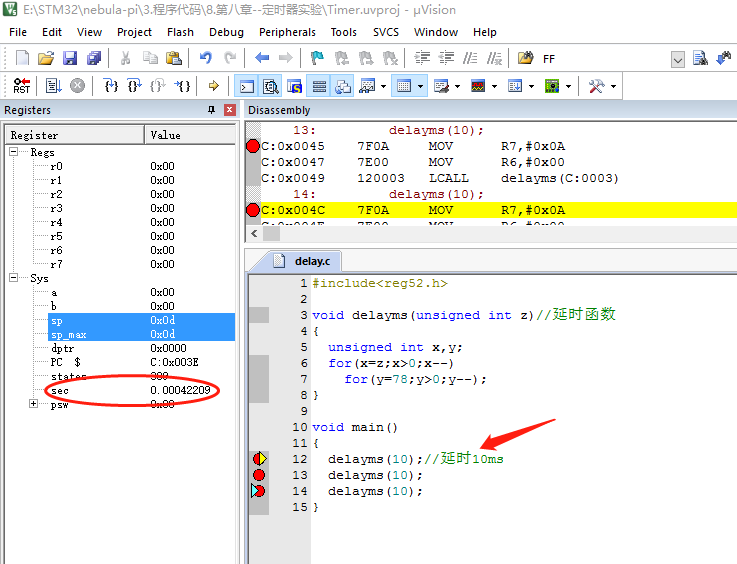 E:\STM32\nebula-pi\3.程序代码\8.第八章--定时器实验\Timer.uvproj - µVision
File Edit View Project Flash Debug Peripherals Tools SVCS Window Help
FF
RST
Registers
Register Value
Regs
r0 0x00
r1 0x00
r2 0x00
r3 0x00
r4 0x00
r5 0x00
r6 0x00
r7 0x00
Sys
a 0x00
b 0x00
sp 0x0d
sp_max 0x0d
dptr 0x0000
PC $ C:0x003E
states
sec 0.00042209
psw
Disassembly
13: delayms(10);
C:0x0045 7F0A MOV R7,#0x0A
C:0x0047 7E00 MOV R6,#0x00
C:0x0049 120003 LCALL delayms(C:0003)
14: delayms(10);
C:0x004C 7F0A MOV R7,#0x0A
delay.c
1 #include<reg52.h>
2
3 void delayms(unsigned int z)//延时函数
4 {
5 unsigned int x,y;
6 for(x=z;x>0;x--)
7 for(y=78;y>0;y--);
8 }
9
10 void main()
11 {
12 delayms(10);//延时10ms
13 delayms(10);
14 delayms(10);
15 }